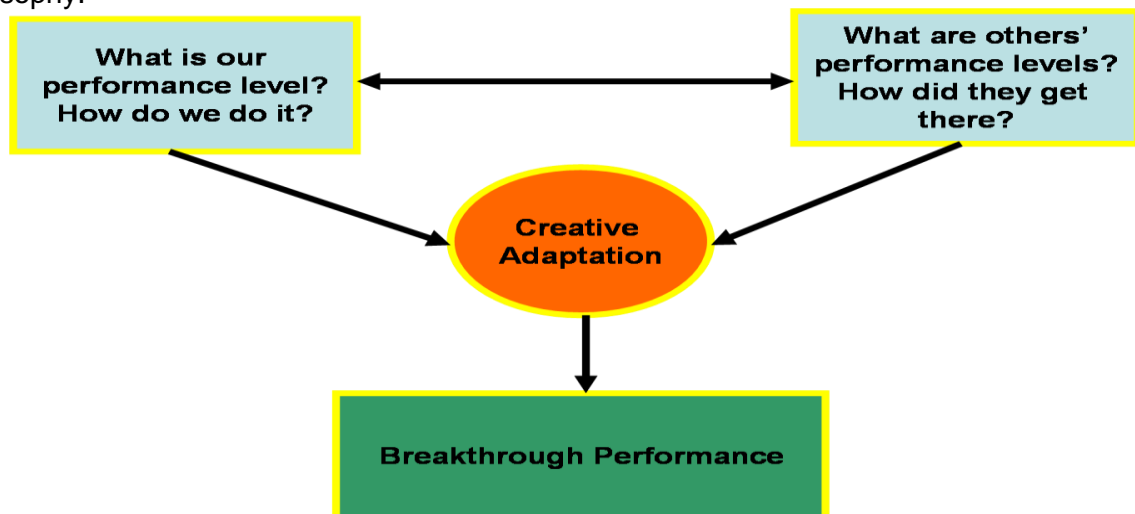 What is our
performance level?
How do we do it?
What are others’
performance levels?
How did they get
there?
Creative
Adaptation
Breakthrough Performance